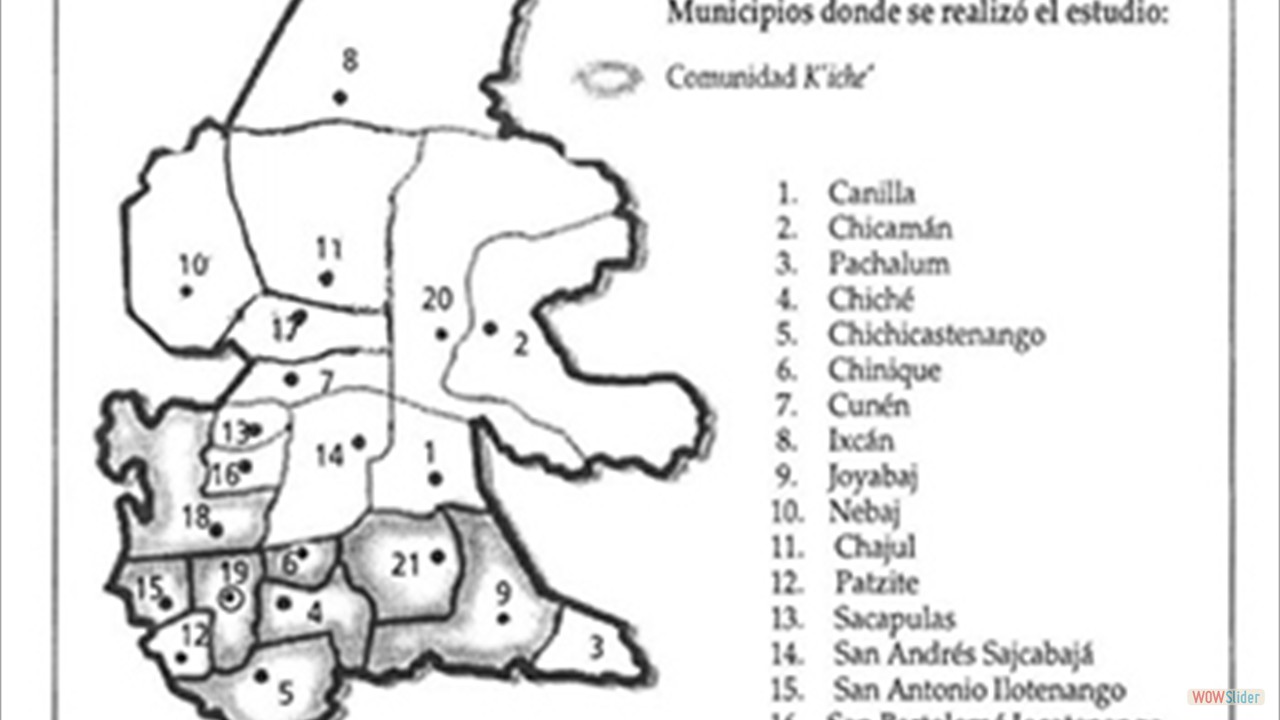 Municipios donde se realizó el estudio:
Comunidad K'iche'
1. Canilla
2. Chicamán
3. Pachalum
4. Chiché
5. Chichicastenango
6. Chinique
7. Cunén
8. Ixcán
9. Joyabaj
10. Nebaj
11. Chajul
12. Patzite
13. Sacapulas
14. San Andrés Sajcabajá
15. San Antonio Ilotenango
16. San Bartolomé
8
10
11
17
20
2
7
13
16
14
1
18
15
19
6
21
9
12
4
3
5
WOWSlider